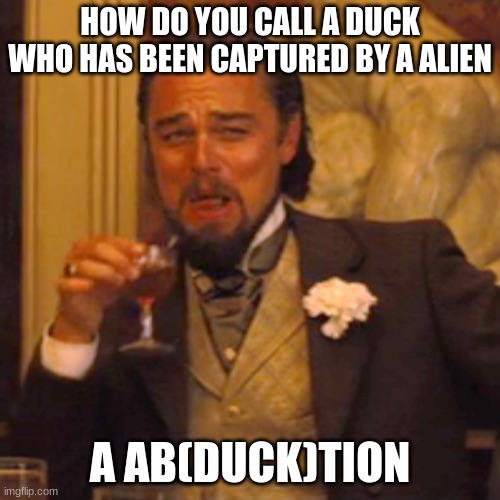 HOW DO YOU CALL A DUCK
WHO HAS BEEN CAPTURED BY A ALIEN
A AB(DUCK)TION
imgflip.com